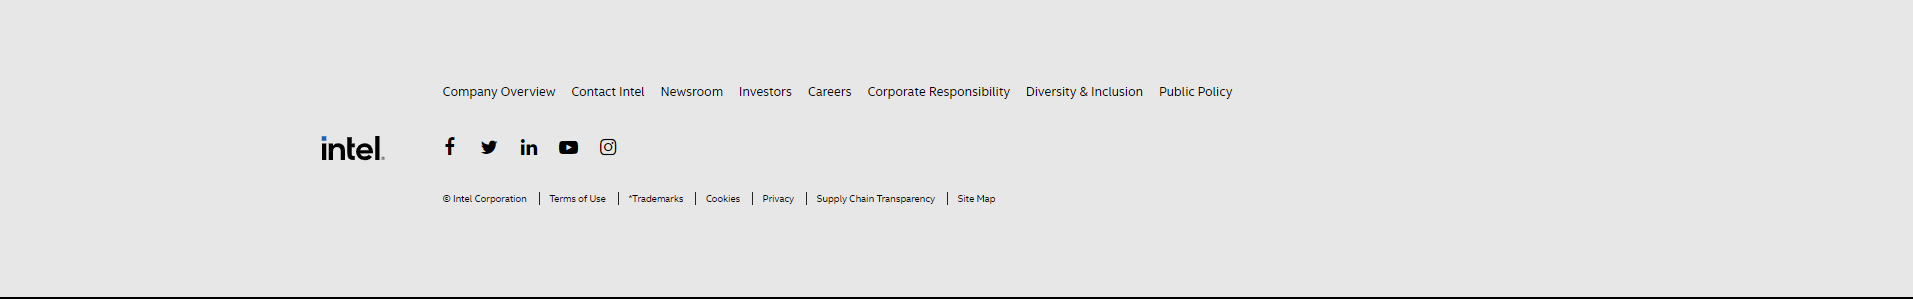 Company Overview Contact Intel Newsroom Investors Careers Corporate Responsibility Diversity & Inclusion Public Policy
intel.
© Intel Corporation | Terms of Use | *Trademarks | Cookies | Privacy | Supply Chain Transparency | Site Map